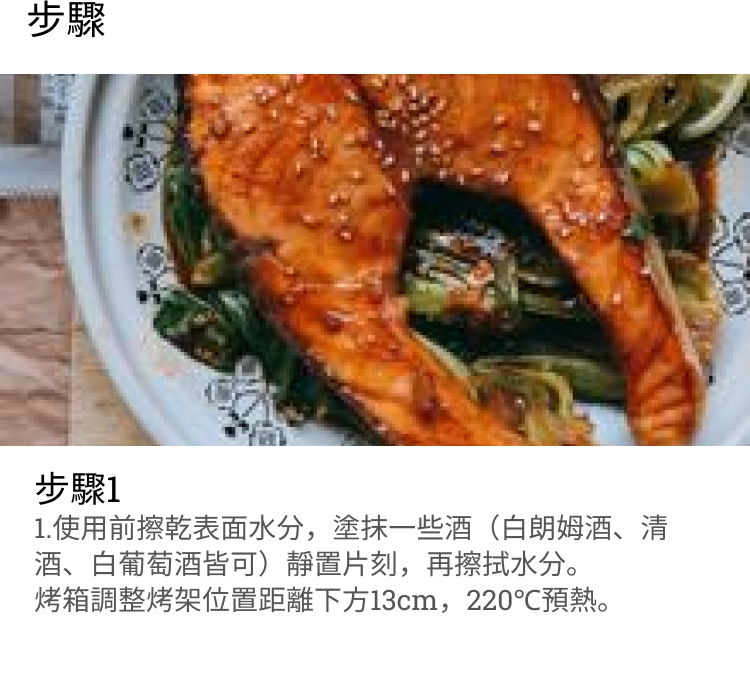 步驟
步驟1
1.使用前擦乾表面水分，塗抹一些酒（白朗姆酒、清
酒、白葡萄酒皆可）靜置片刻，再擦拭水分。
烤箱調整烤架位置距離下方13cm，220℃預熱。